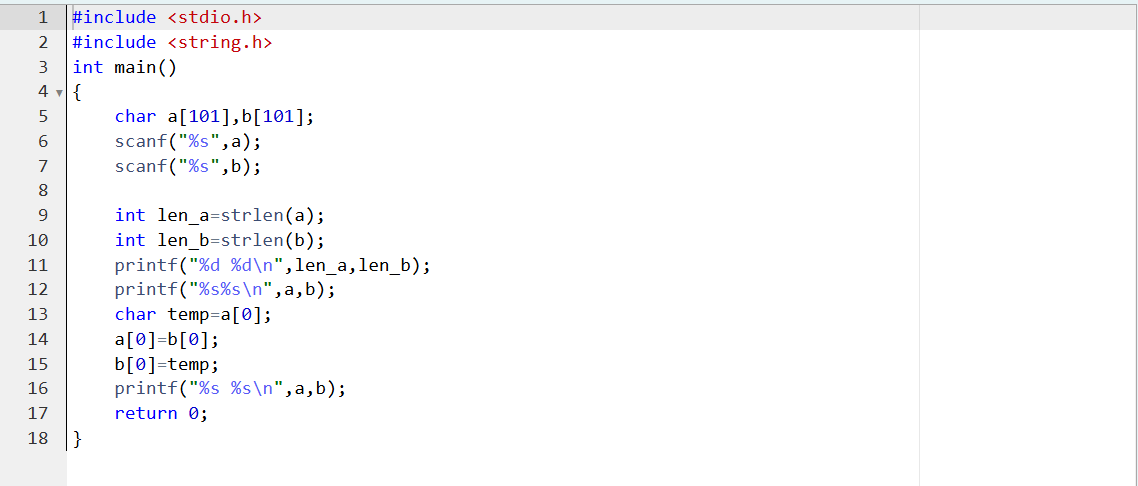 1 #include <stdio.h>
2 #include <string.h>
3 int main()
4 {
5     char a[101],b[101];
6     scanf("%s",a);
7     scanf("%s",b);
8
9     int len_a=strlen(a);
10     int len_b=strlen(b);
11     printf("%d %d\n",len_a,len_b);
12     printf("%s%s\n",a,b);
13     char temp=a[0];
14     a[0]=b[0];
15     b[0]=temp;
16     printf("%s %s\n",a,b);
17     return 0;
18 }